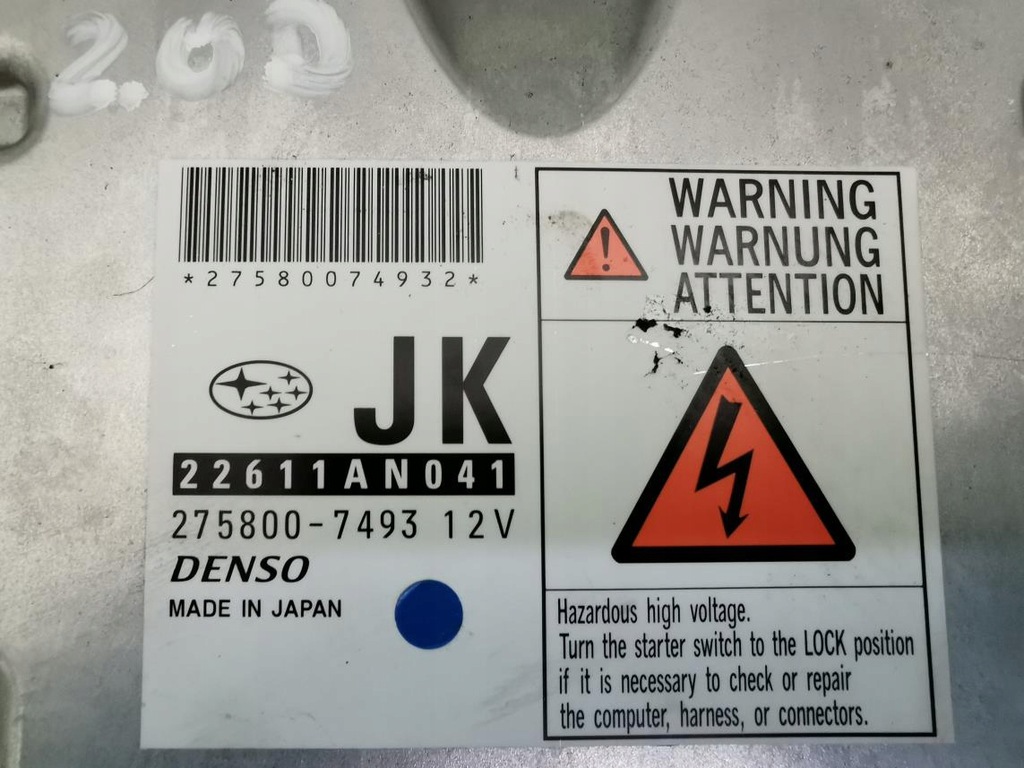 2.0D
*27580074932*
JK
22611AN041
275800-7493 12V
DENSO
MADE IN JAPAN
WARNING
WARNUNG
ATTENTION
Hazardous high voltage.
Turn the starter switch to the LOCK position
if it is necessary to check or repair
the computer, harness, or connectors.